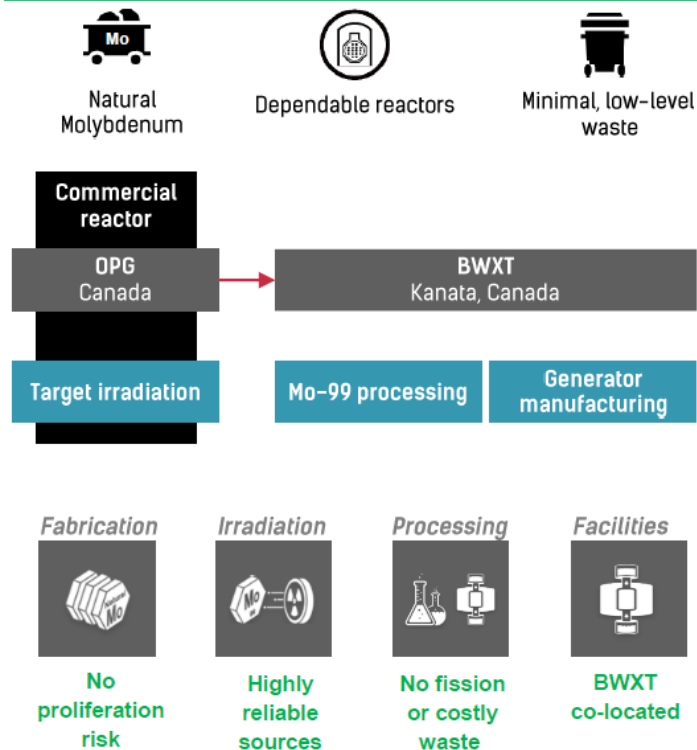 Mo
Natural
Molybdenum
Dependable reactors
Minimal, low-level
waste
Commercial
reactor
OPG
Canada
BWXT
Kanata, Canada
Target irradiation
Mo-99 processing
Generator
manufacturing
Fabrication
Irradiation
Processing
Facilities
Natural
Mo
Mo
No
proliferation
risk
Highly
reliable
sources
No fission
or costly
waste
BWXT
co-located